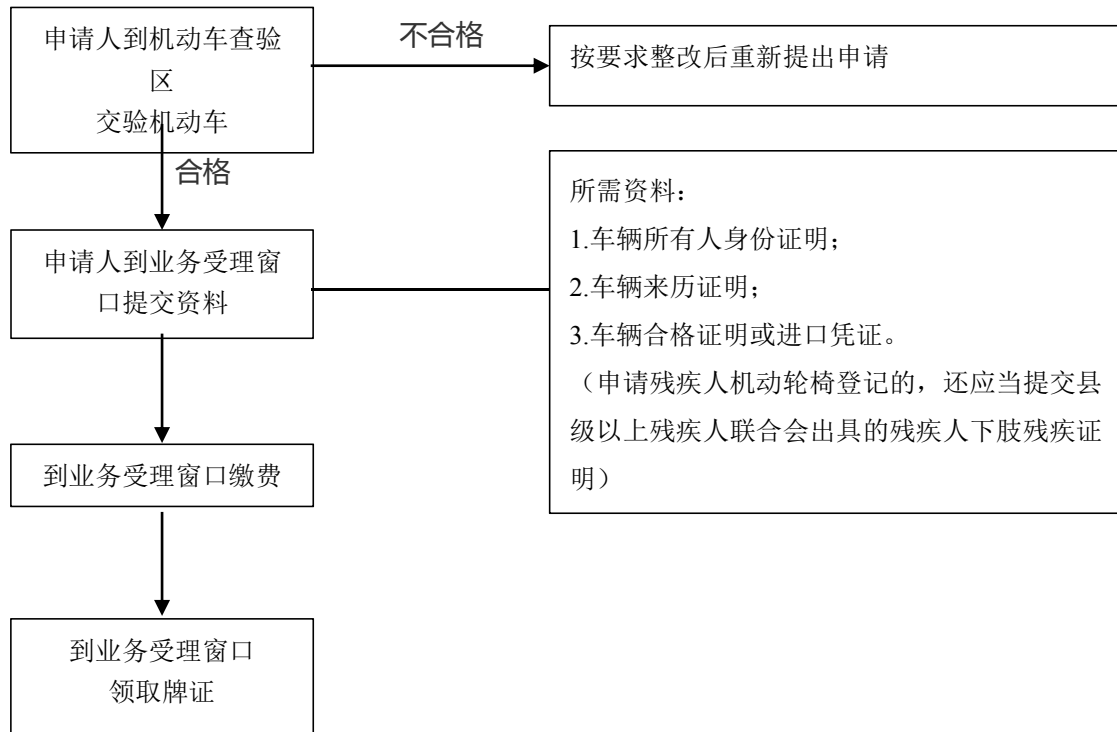 申请人到机动车查验
区
交验机动车
不合格
按要求整改后重新提出申请
合格
申请人到业务受理窗
口提交资料
所需资料：
1.车辆所有人身份证明；
2.车辆来历证明；
3.车辆合格证明或进口凭证。
（申请残疾人机动轮椅登记的，还应当提交县
级以上残疾人联合会出具的残疾人下肢残疾证
明）
到业务受理窗口缴费
到业务受理窗口
领取牌证